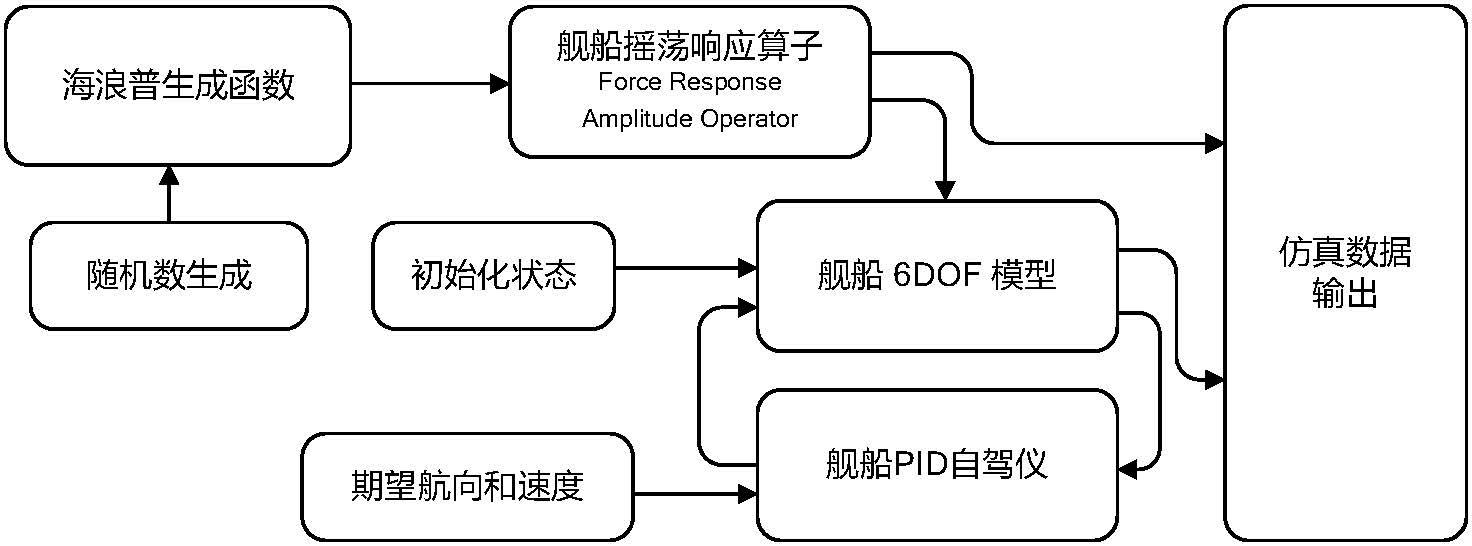 海浪普生成函数
舰船摇荡响应算子
Force Response
Amplitude Operator
随机数生成
初始化状态
舰船 6DOF 模型
仿真数据
输出
期望航向和速度
舰船PID自驾仪